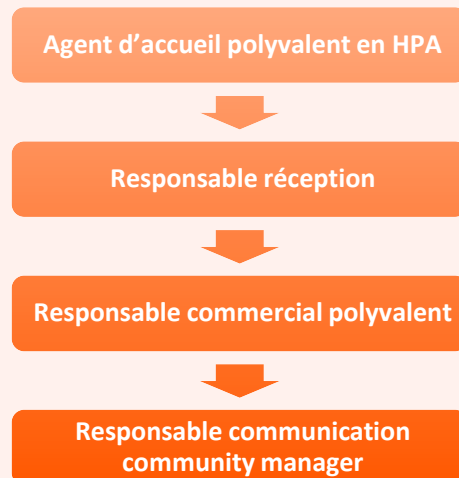 Agent d’accueil polyvalent en HPA
Responsable réception
Responsable commercial polyvalent
Responsable communication
community manager